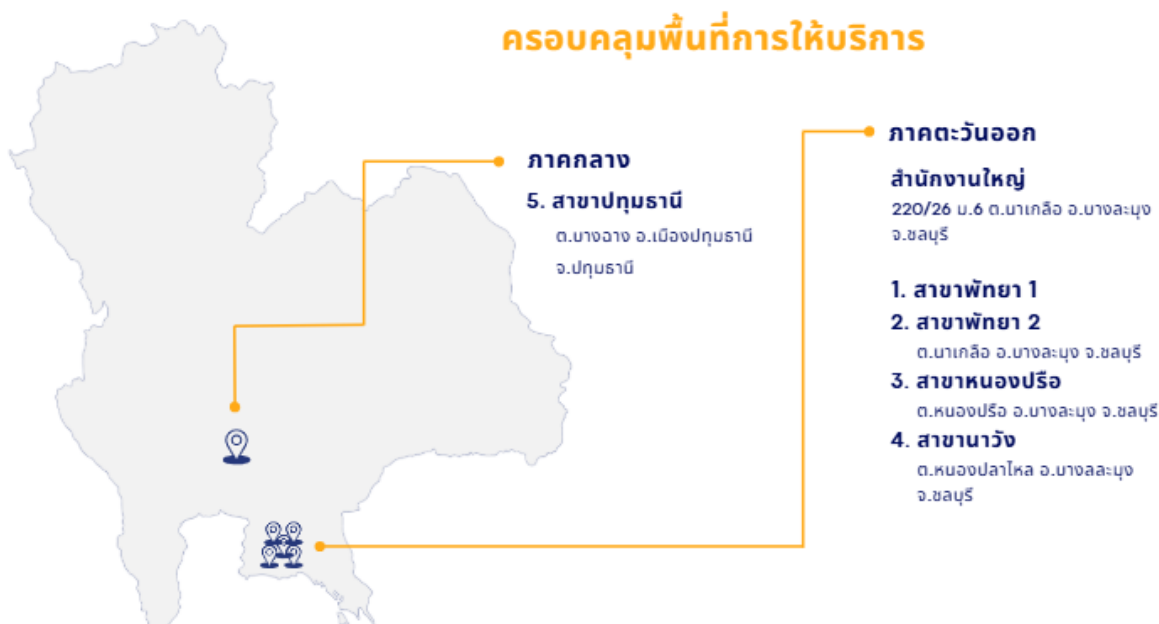 ครอบคลุมพื้นที่การให้บริการ
ภาคกลาง
5. สาขาปทุมธานี
ต.บางฉาง อ.เมืองปทุมธานี
จ.ปทุมธานี
ภาคตะวันออก
สำนักงานใหญ่
220/26 ม.6 ต.นาเกลือ อ.บางละมุง
จ.ชลบุรี
1. สาขาพัทยา 1
2. สาขาพัทยา 2
ต.นาเกลือ อ.บางละมุง จ.ชลบุรี
3. สาขาหนองปรือ
ต.หนองปรือ อ.บางละมุง จ.ชลบุรี
4. สาขานาวัง
ต.หนองปลาไหล อ.บางลละมุง
จ.ชลบุรี